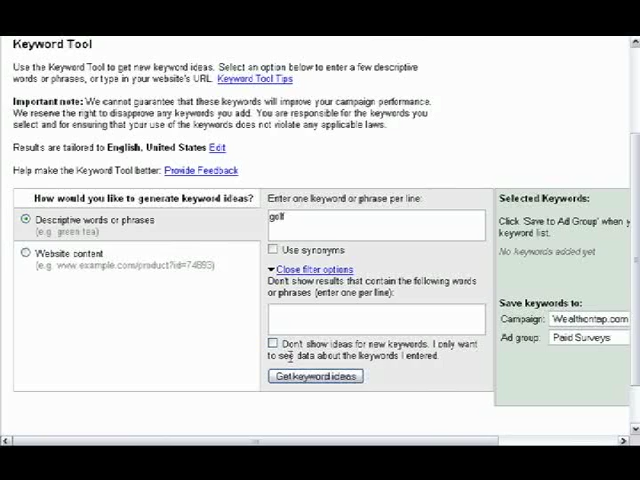 Keyword Tool
Use the Keyword Tool to get new keyword ideas. Select an option below to enter a few descriptive
words or phrases, or type in your website's URL. Keyword Tool Tips
Important note: We cannot guarantee that these keywords will improve your campaign performance.
We reserve the right to disapprove any keywords you add. You are responsible for the keywords you
select and for ensuring that your use of the keywords does not violate any applicable laws.
Results are tailored to English, United States Edit
Help make the Keyword Tool better: Provide Feedback
How would you like to generate keyword ideas?
Descriptive words or phrases
(e.g. green tea)
Website content
(e.g. www.example.com/product?id=74893)
Enter one keyword or phrase per line:
golf
Use synonyms
Close filter options
Don't show results that contain the following words
or phrases (enter one per line):
Don't show ideas for new keywords. I only want
to see data about the keywords I entered.
Get keyword ideas
Selected Keywords:
Click 'Save to Ad Group' when y
keyword list.
No keywords added yet
Save keywords to:
Campaign: Wealthontap.com
Ad group: Paid Surveys